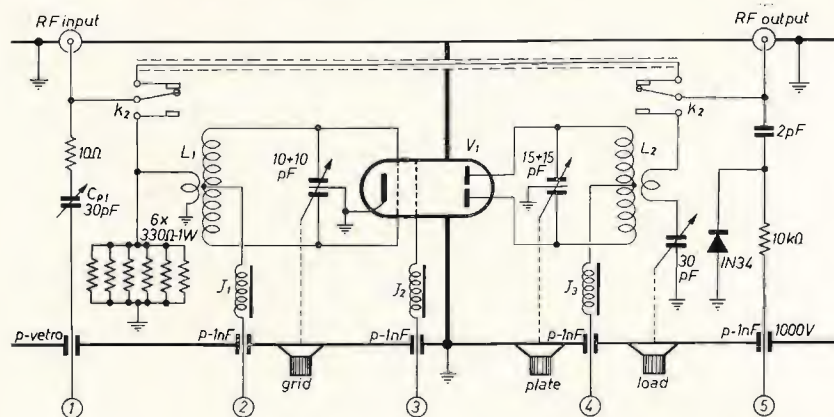 RF input
RF output
K2
K2
10Ω
L1
10+10
pF
V1
15+15
pF
L2
2pF
Cp1
30pF
6x
330Ω-1W
J1
J2
J3
30
pF
1N34
10kΩ
p-vetro
p-1nF
p-1nF
p-1nF
p-1nF
1000V
grid
plate
load
1
2
3
4
5